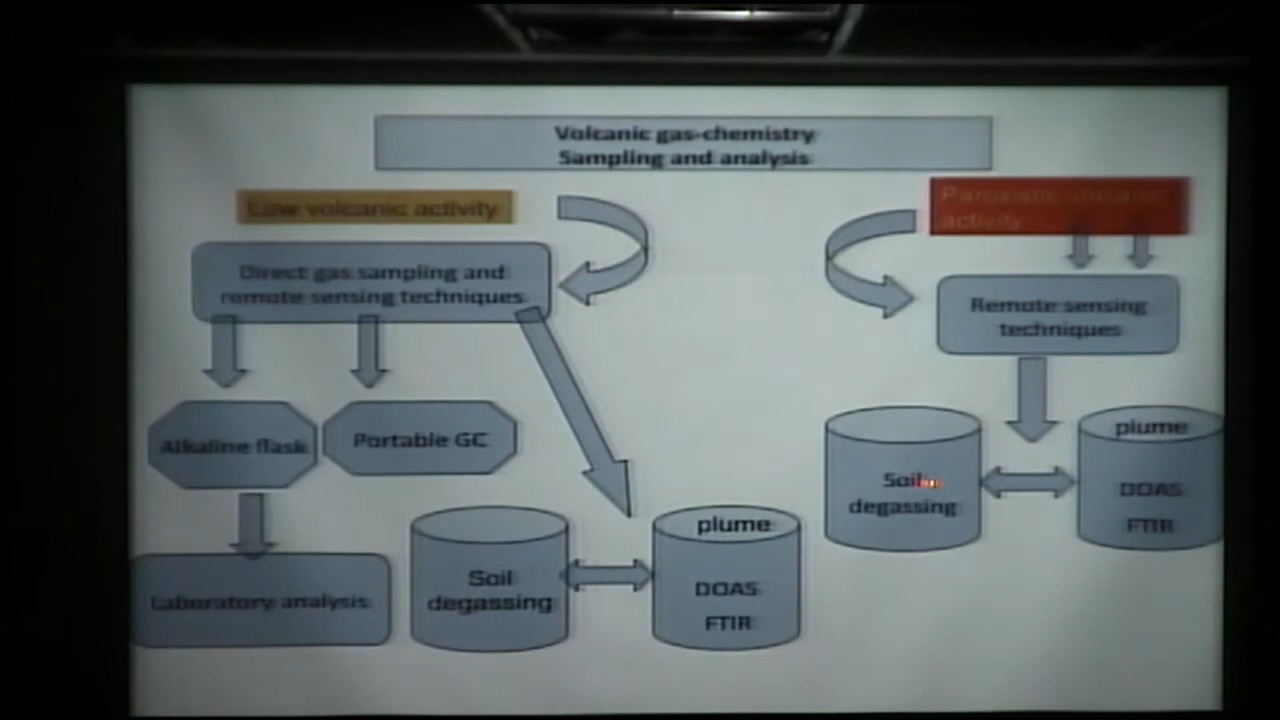 Volcanic gas-chemistry
Sampling and analysis
Low volcanic activity
activity
Direct gas sampling and
remote sensing techniques
Remote sensing
techniques
Alkaline flask
Portable GC
Soil
degassing
plume
DOAS
FTIR
Laboratory analysis
Soil
degassing
plume
DOAS
FTIR